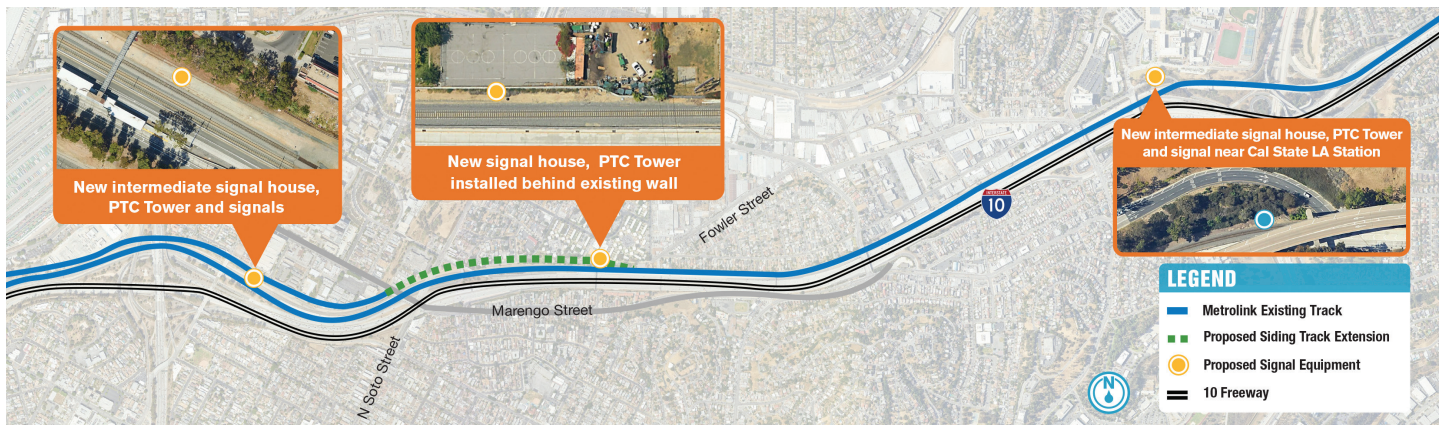 New intermediate signal house,
PTC Tower and signals
New signal house, PTC Tower
installed behind existing wall
New intermediate signal house, PTC Tower
and signal near Cal State LA Station
Fowler Street
INTERSTATE
10
Marengo Street
N Soto Street
LEGEND
Metrolink Existing Track
Proposed Siding Track Extension
Proposed Signal Equipment
10 Freeway
N